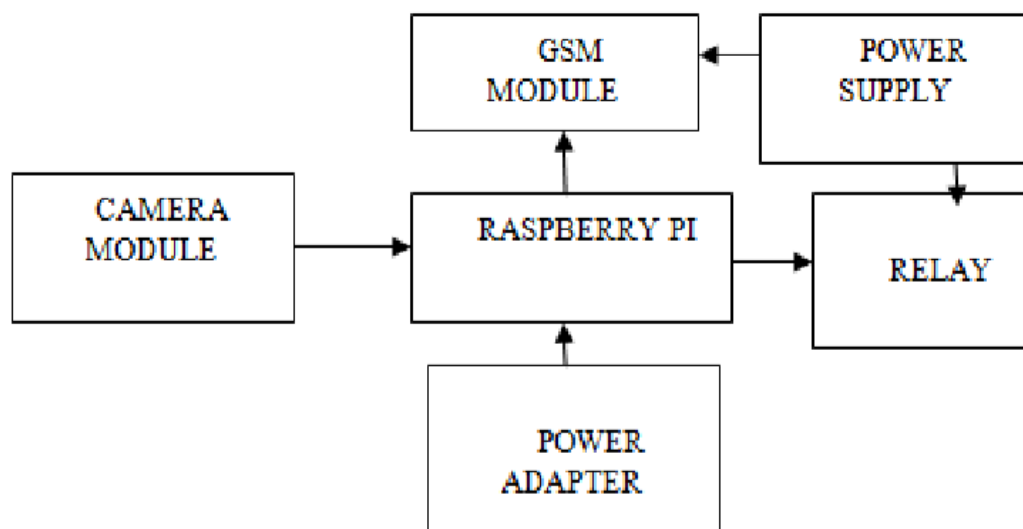 GSM
MODULE
POWER
SUPPLY
CAMERA
MODULE
RASPBERRY PI
RELAY
POWER
ADAPTER